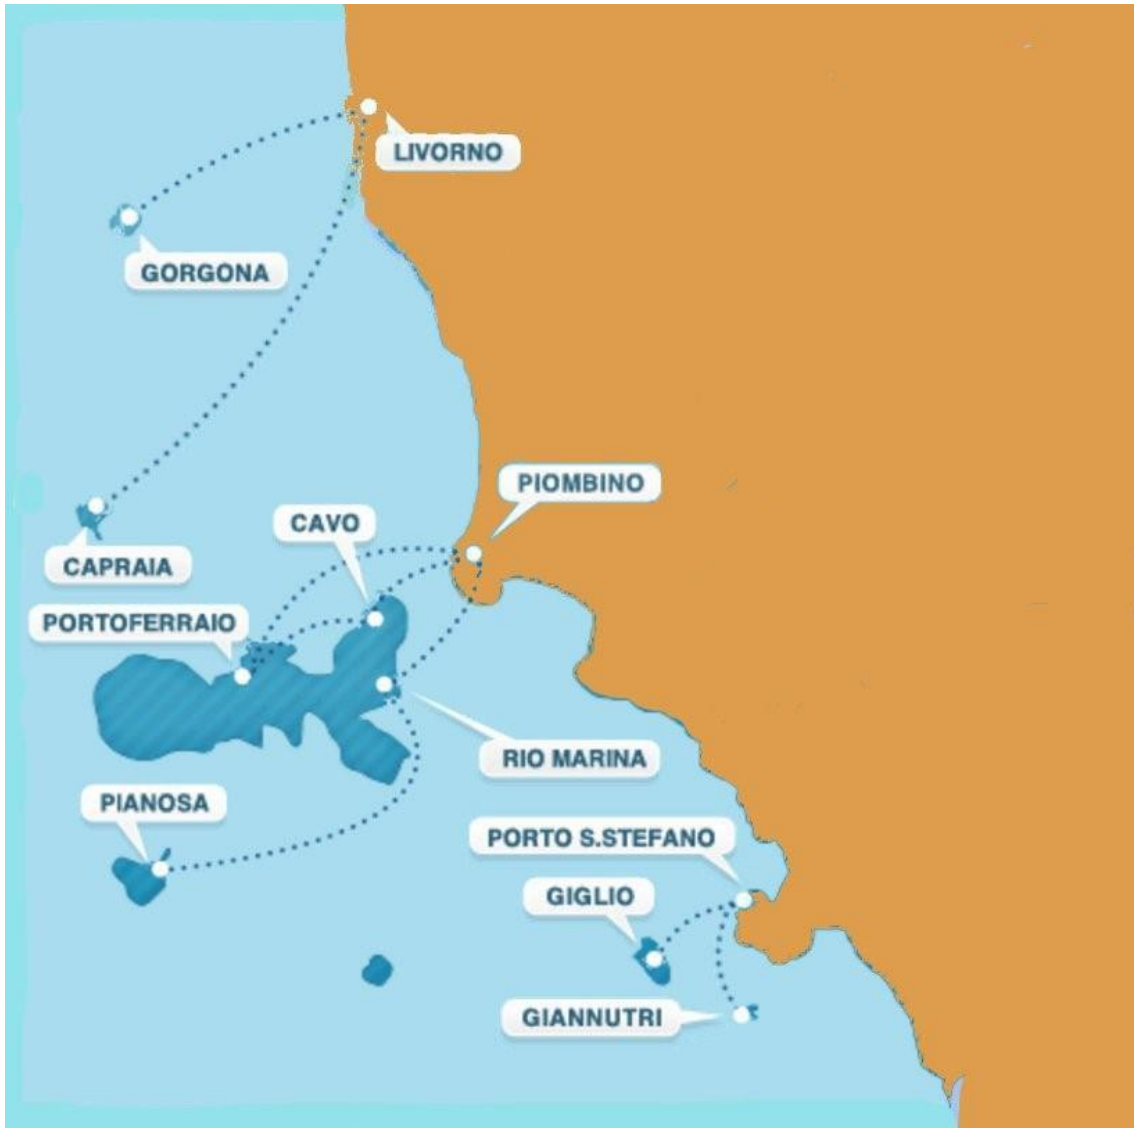 LIVORNO
GORGONA
PIOMBINO
CAVO
CAPRAIA
PORTOFERRAIO
RIO MARINA
PIANOSA
PORTO S.STEFANO
GIGLIO
GIANNUTRI